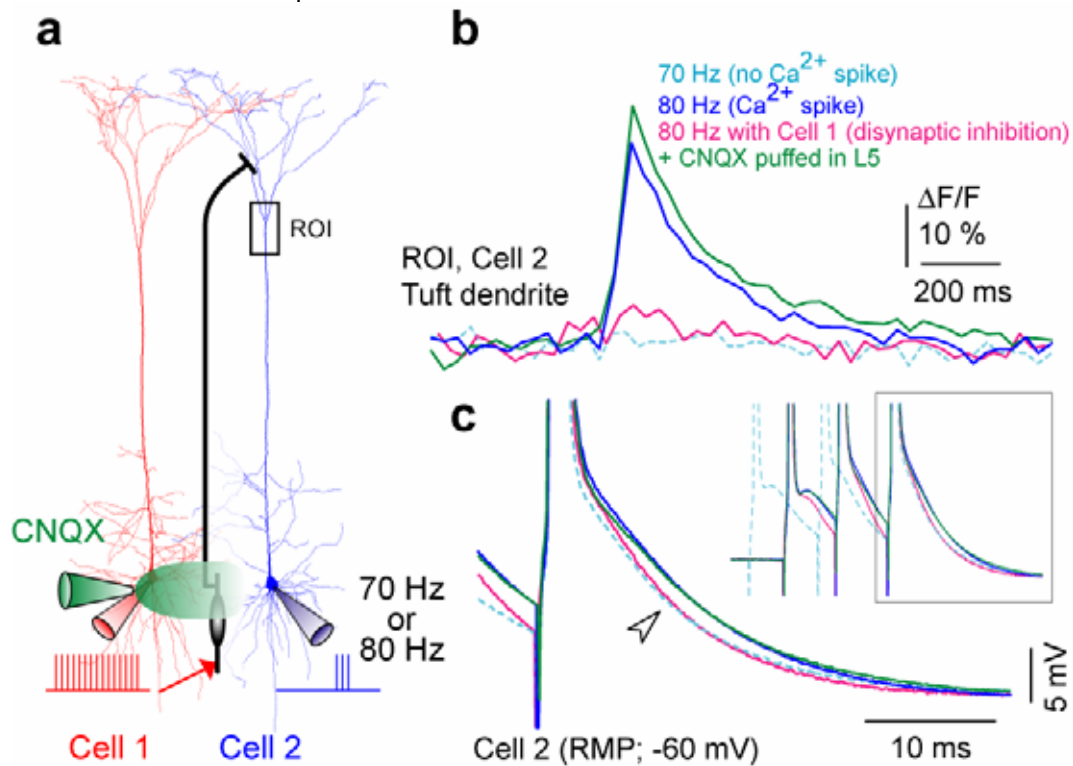 a
ROI
CNQX
70 Hz
or
80 Hz
Cell 1
Cell 2
b
70 Hz (no Ca2+ spike)
80 Hz (Ca2+ spike)
80 Hz with Cell 1 (disynaptic inhibition)
+ CNQX puffed in L5
ΔF/F
10 %
200 ms
ROI, Cell 2
Tuft dendrite
c
5 mV
10 ms
Cell 2 (RMP; -60 mV)